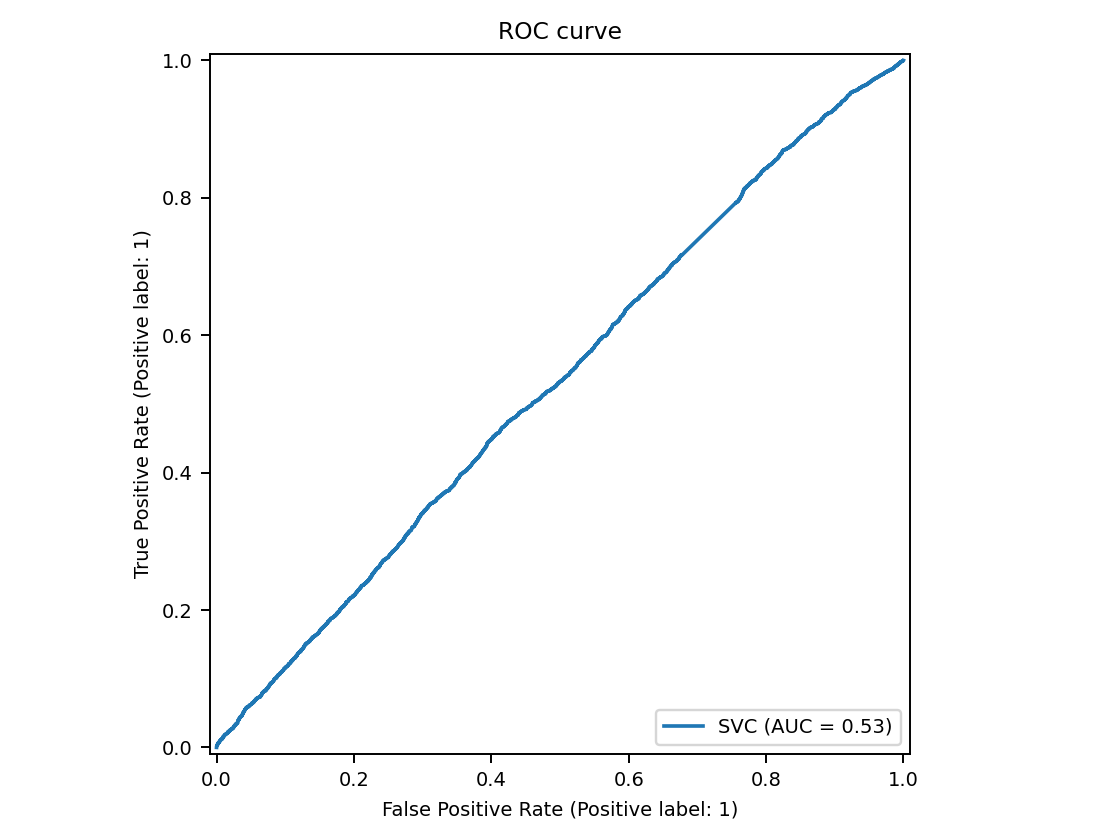 ROC curve
True Positive Rate (Positive label: 1)
1.0
0.8
0.6
0.4
0.2
0.0
SVC (AUC = 0.53)
0.0 0.2 0.4 0.6 0.8 1.0
False Positive Rate (Positive label: 1)